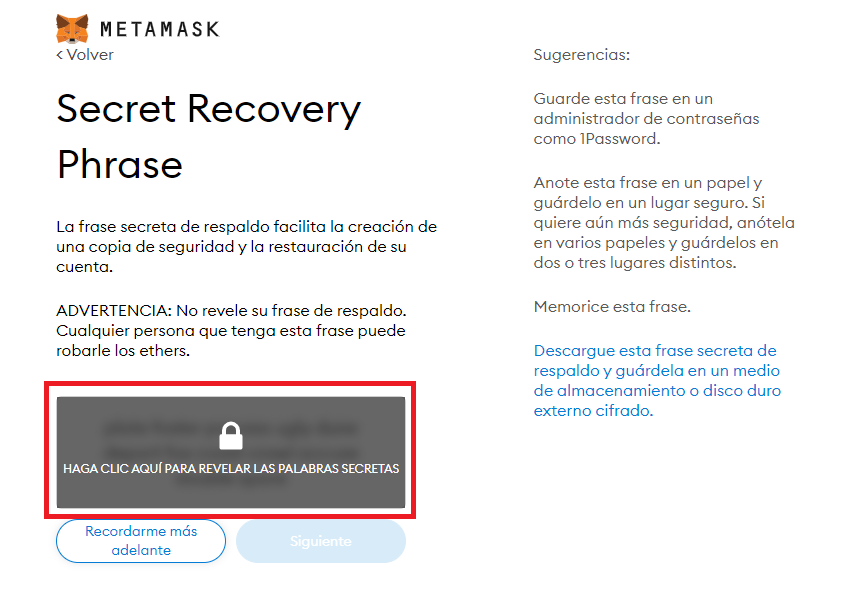 METAMASK
< Volver
Secret Recovery
Phrase
La frase secreta de respaldo facilita la creación de
una copia de seguridad y la restauración de su
cuenta.
ADVERTENCIA: No revele su frase de respaldo.
Cualquier persona que tenga esta frase puede
robarle los ethers.
HAGA CLIC AQUÍ PARA REVELAR LAS PALABRAS SECRETAS
Recordarme más
adelante
Siguiente
Sugerencias:
Guarde esta frase en un
administrador de contraseñas
como 1Password.
Anote esta frase en un papel y
guárdelo en un lugar seguro. Si
quiere aún más seguridad, anótela
en varios papeles y guárdelos en
dos o tres lugares distintos.
Memorice esta frase.
Descargue esta frase secreta de
respaldo y guárdela en un medio
de almacenamiento o disco duro
externo cifrado.